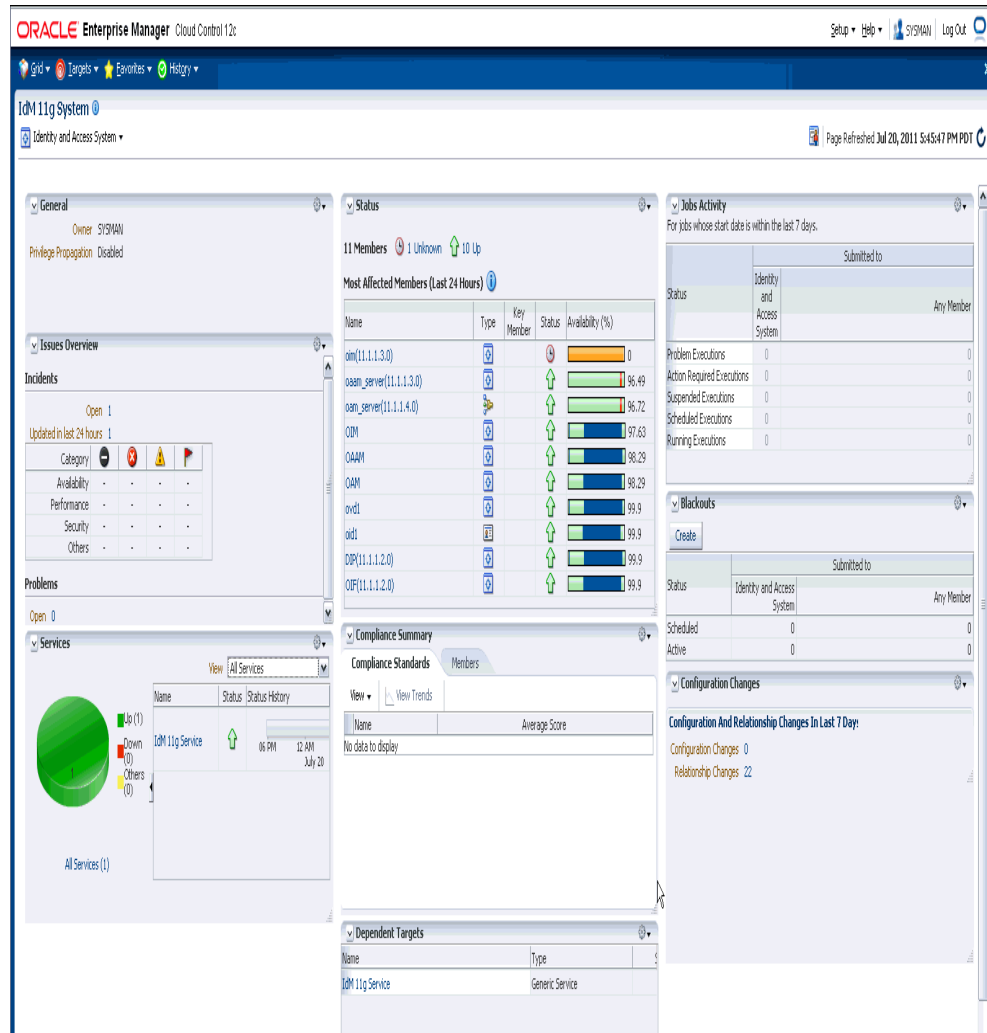 ORACLE Enterprise Manager Cloud Control 12c
Setup Help SYSMAN Log Out
Grid Targets Favorites History
IdM 11g System
Identity and Access System
Page Refreshed Jul 20, 2011 5:45:47 PM PDT
General
Owner SYSMAN
Privilege Propagation Disabled
Issues Overview
Incidents
Open 1
Updated in last 24 hours 1
Category
Availability - - - -
Performance - - - -
Security - - - -
Others - - - -
Problems
Open 0
Services
View All Services
Name Status Status History
IdM 11g Service
06 PM 12 AM
July 20
1
Up (1)
Down (0)
Others (0)
All Services (1)
Status
11 Members 1 Unknown 10 Up
Most Affected Members (Last 24 Hours)
Name Type Key Member Status Availability (%)
oim(11.1.1.3.0) 0
oaam_server(11.1.1.3.0) 96.49
oam_server(11.1.1.4.0) 96.72
OIM 97.63
OAAM 98.29
OAM 98.29
ovd1 99.9
oid1 99.9
DIP(11.1.1.2.0) 99.9
OIF(11.1.1.2.0) 99.9
Compliance Summary
Compliance Standards Members
View View Trends
Name Average Score
No data to display
Dependent Targets
Name Type S
IdM 11g Service Generic Service
Jobs Activity
For jobs whose start date is within the last 7 days.
Submitted to
Status Identity and Access System Any Member
Problem Executions 0 0
Action Required Executions 0 0
Suspended Executions 0 0
Scheduled Executions 0 0
Running Executions 0 0
Blackouts
Create
Submitted to
Status Identity and Access System Any Member
Scheduled 0 0
Active 0 0
Configuration Changes
Configuration And Relationship Changes In Last 7 Days
Configuration Changes 0
Relationship Changes 22